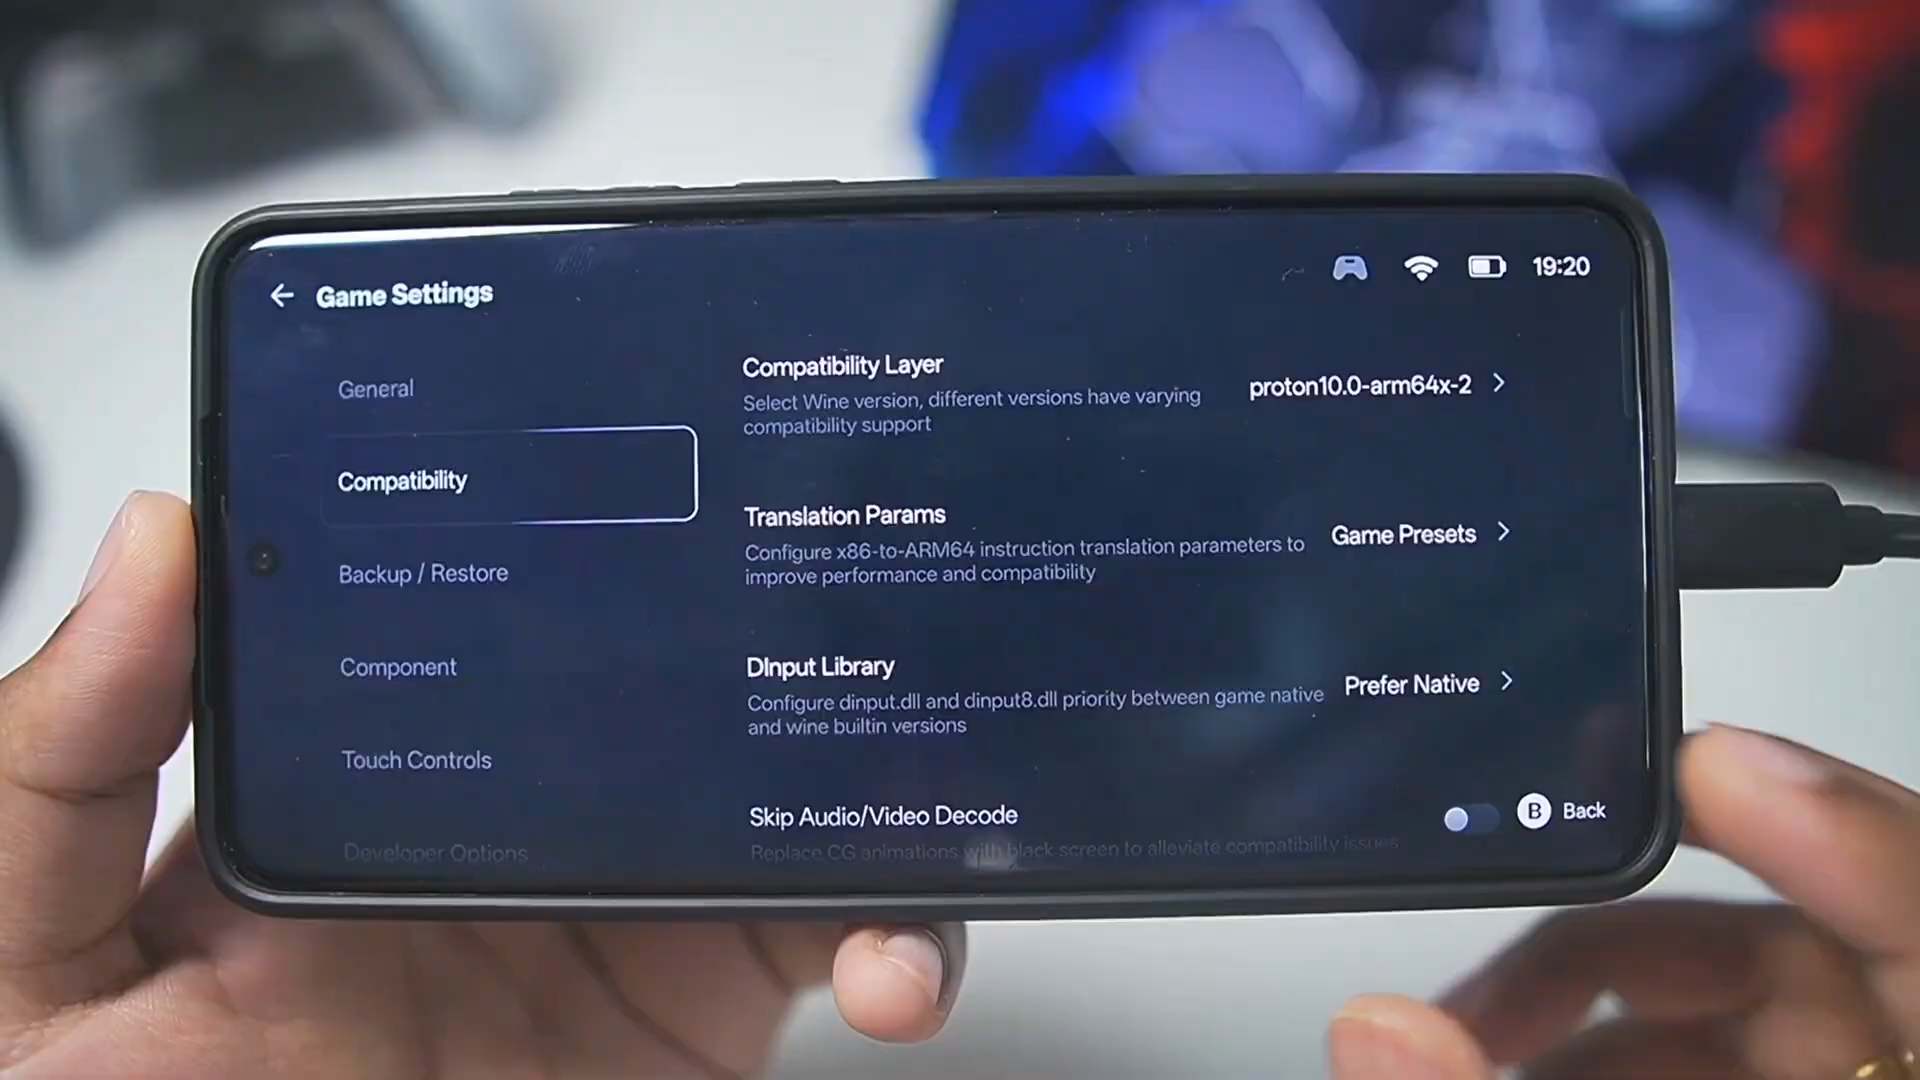 19:20
Game Settings
General
Compatibility
Backup / Restore
Component
Touch Controls
Developer Options
Compatibility Layer
Select Wine version, different versions have varying
compatibility support
proton10.0-arm64x-2
Translation Params
Configure x86-to-ARM64 instruction translation parameters to
improve performance and compatibility
Game Presets
DInput Library
Configure dinput.dll and dinput8.dll priority between game native
and wine builtin versions
Prefer Native
Skip Audio/Video Decode
Replace CG animations with black screen to alleviate compatibility issues
B Back